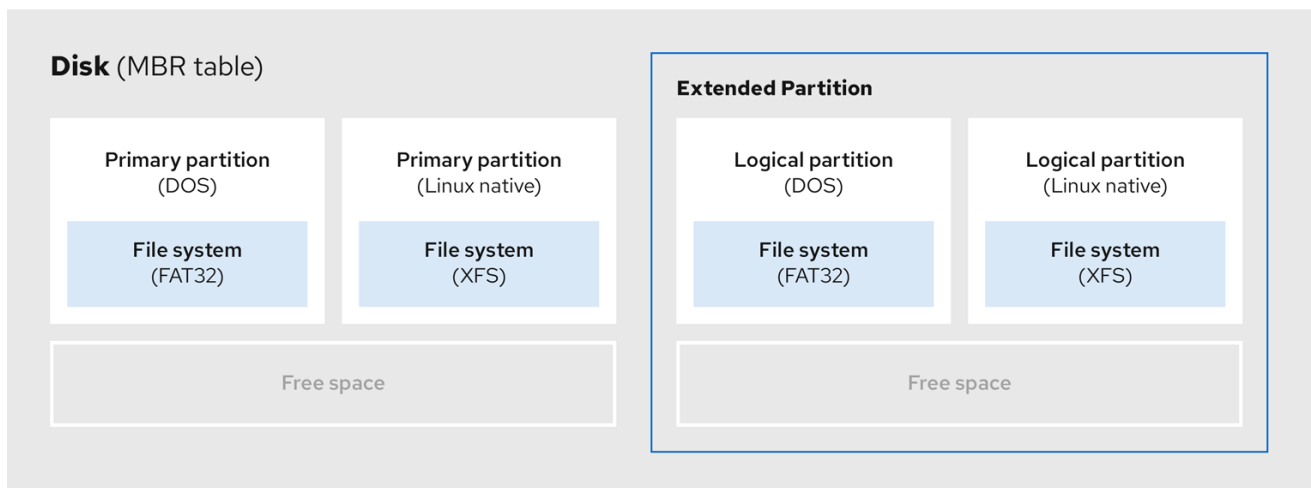 Disk (MBR table)
Primary partition
(DOS)
File system
(FAT32)
Primary partition
(Linux native)
File system
(XFS)
Free space
Extended Partition
Logical partition
(DOS)
File system
(FAT32)
Logical partition
(Linux native)
File system
(XFS)
Free space